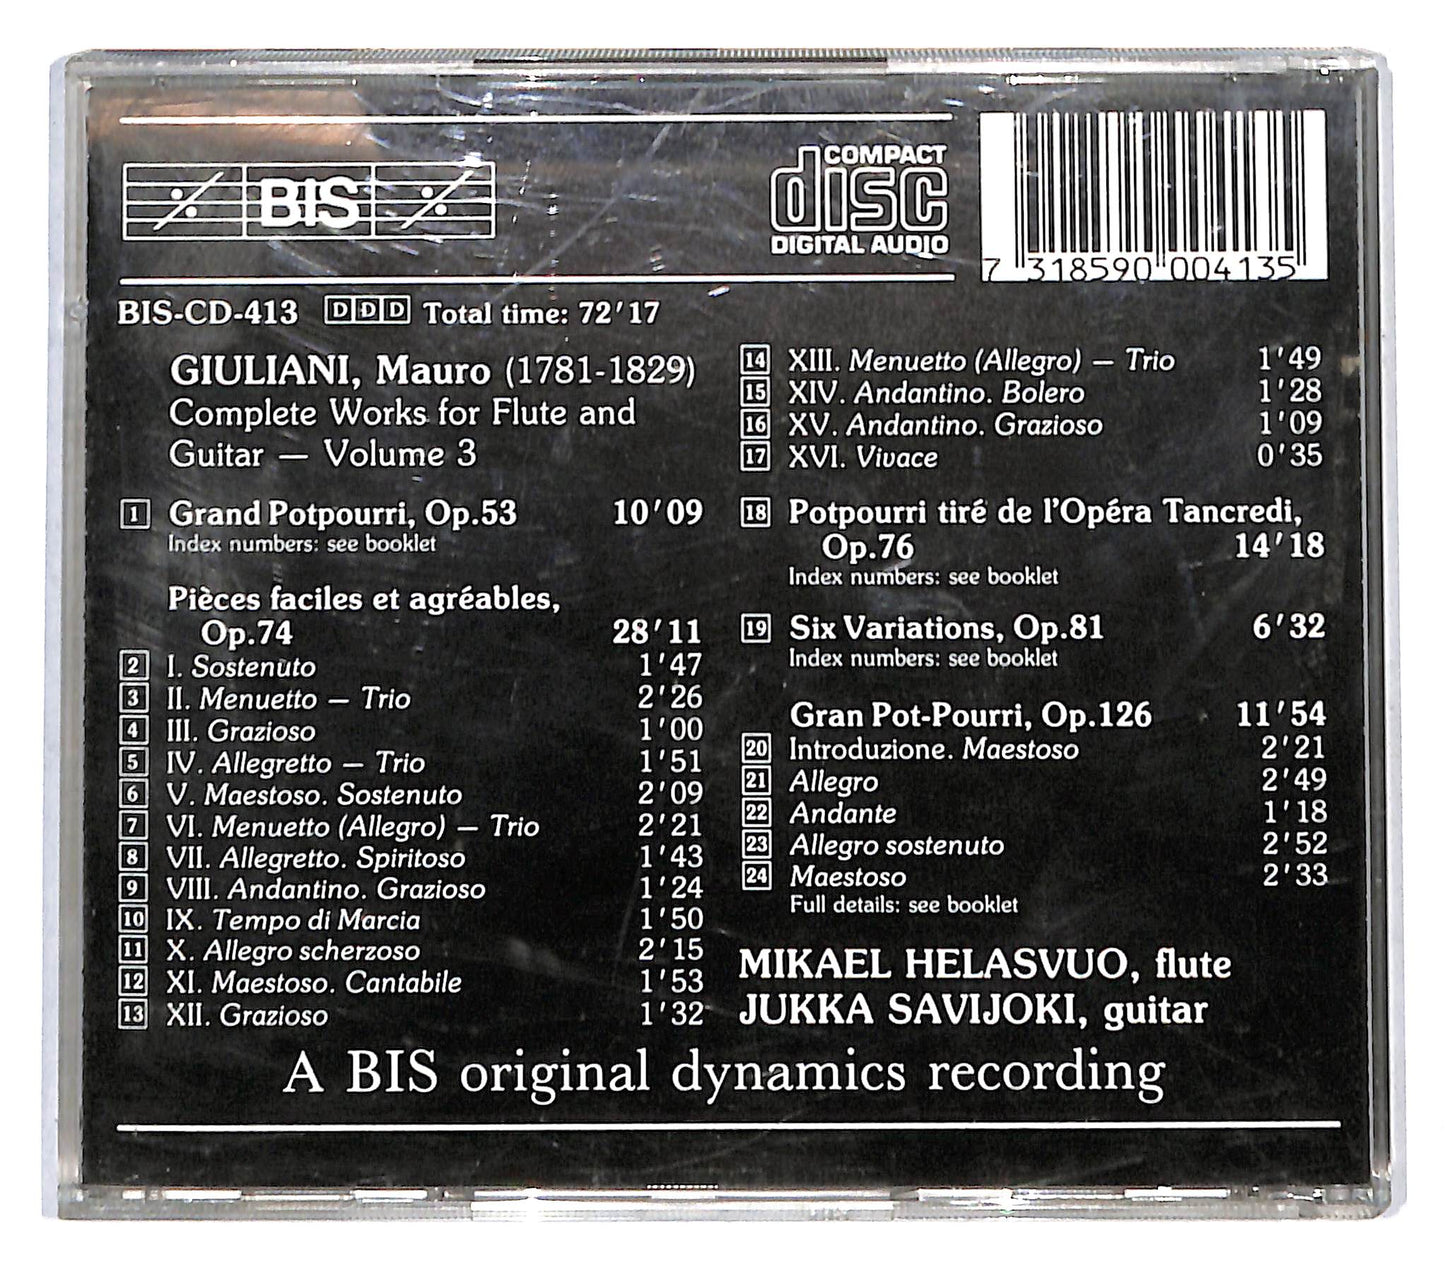 BIS
COMPACT
disc
DIGITAL AUDIO
7 318590 004135
BIS-CD-413 DDD Total time: 72'17
GIULIANI, Mauro (1781-1829)
Complete Works for Flute and
Guitar — Volume 3
1 Grand Potpourri, Op.53 10'09
Index numbers: see booklet
Pièces faciles et agréables,
Op.74 28'11
2 I. Sostenuto 1'47
3 II. Menuetto — Trio 2'26
4 III. Grazioso 1'00
5 IV. Allegretto — Trio 1'51
6 V. Maestoso. Sostenuto 2'09
7 VI. Menuetto (Allegro) — Trio 2'21
8 VII. Allegretto. Spiritoso 1'43
9 VIII. Andantino. Grazioso 1'24
10 IX. Tempo di Marcia 1'50
11 X. Allegro scherzoso 2'15
12 XI. Maestoso. Cantabile 1'53
13 XII. Grazioso 1'32
14 XIII. Menuetto (Allegro) — Trio 1'49
15 XIV. Andantino. Bolero 1'28
16 XV. Andantino. Grazioso 1'09
17 XVI. Vivace 0'35
18 Potpourri tiré de l'Opéra Tancredi,
Op.76 14'18
Index numbers: see booklet
19 Six Variations, Op.81 6'32
Index numbers: see booklet
Gran Pot-Pourri, Op.126 11'54
20 Introduzione. Maestoso 2'21
21 Allegro 2'49
22 Andante 1'18
23 Allegro sostenuto 2'52
24 Maestoso 2'33
Full details: see booklet
MIKAEL HELASVUO, flute
JUKKA SAVIJOKI, guitar
A BIS original dynamics recording